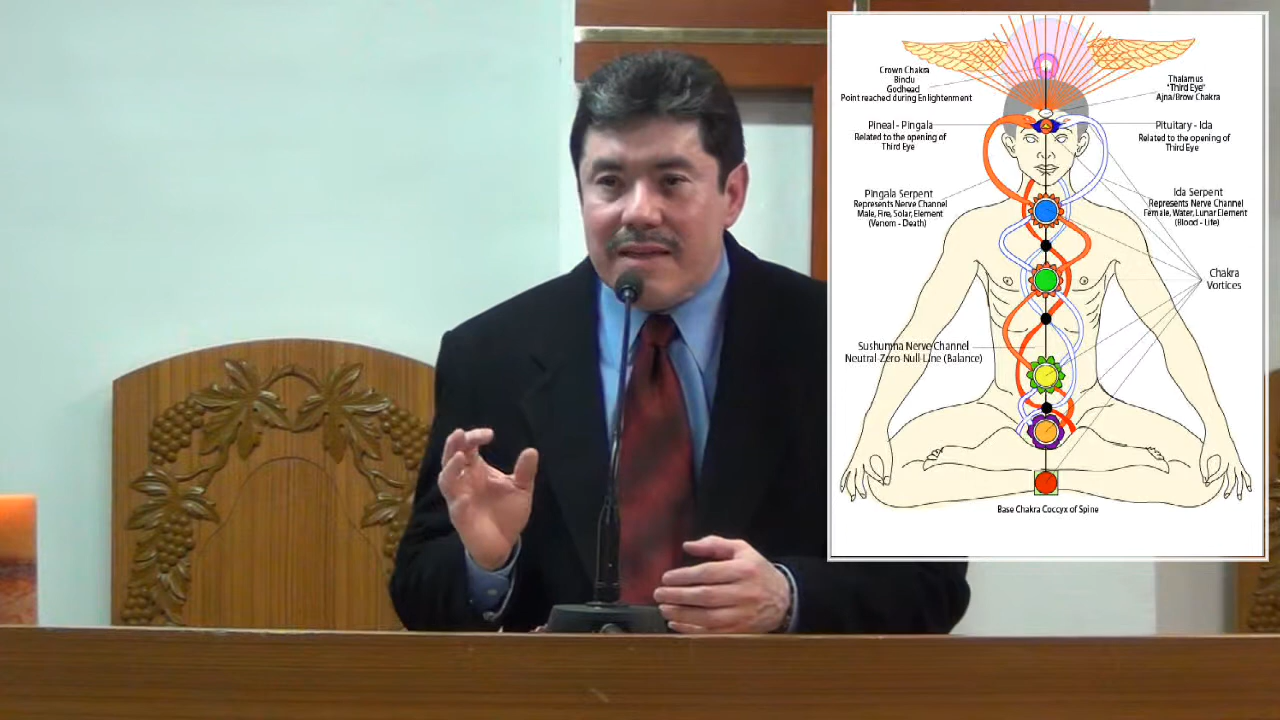 Crown Chakra
Bindu
Godhead
Point reached during Enlightenment
Thalamus
"Third Eye"
Ajna/Brow Chakra
Pineal - Pingala
Related to the opening of
Third Eye
Pituitary - Ida
Related to the opening of
Third Eye
Pingala Serpent
Represents Nerve Channel
Male, Fire, Solar, Element
(Venom - Death)
Ida Serpent
Represents Nerve Channel
Female, Water, Lunar Element
(Blood - Life)
Chakra
Vortices
Sushumna Nerve Channel
Neutral-Zero-Null-Line (Balance)
Base Chakra Coccyx of Spine